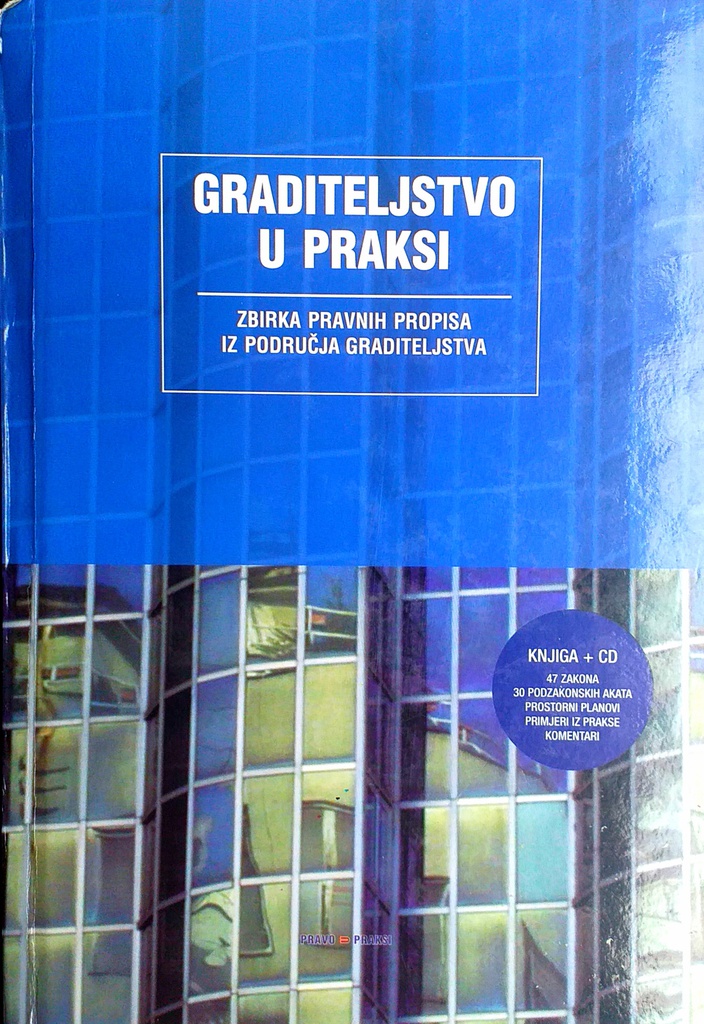 GRADITELJSTVO
U PRAKSI
ZBIRKA PRAVNIH PROPISA
IZ PODRUČJA GRADITELJSTVA
KNJIGA + CD
47 ZAKONA
30 PODZAKONSKIH AKATA
PROSTORNI PLANOVI
PRIMJERI IZ PRAKSE
KOMENTARI
PRAVO U PRAKSI